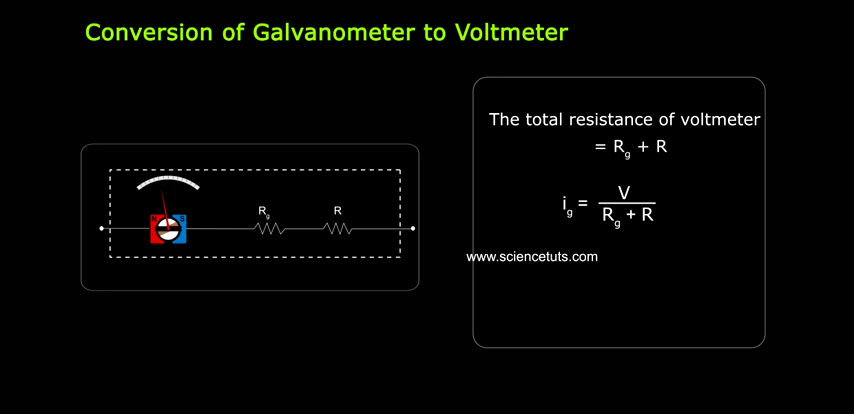 Conversion of Galvanometer to Voltmeter
The total resistance of voltmeter
= Rg + R
ig = V / Rg + R
www.sciencetuts.com
Rg R
N S